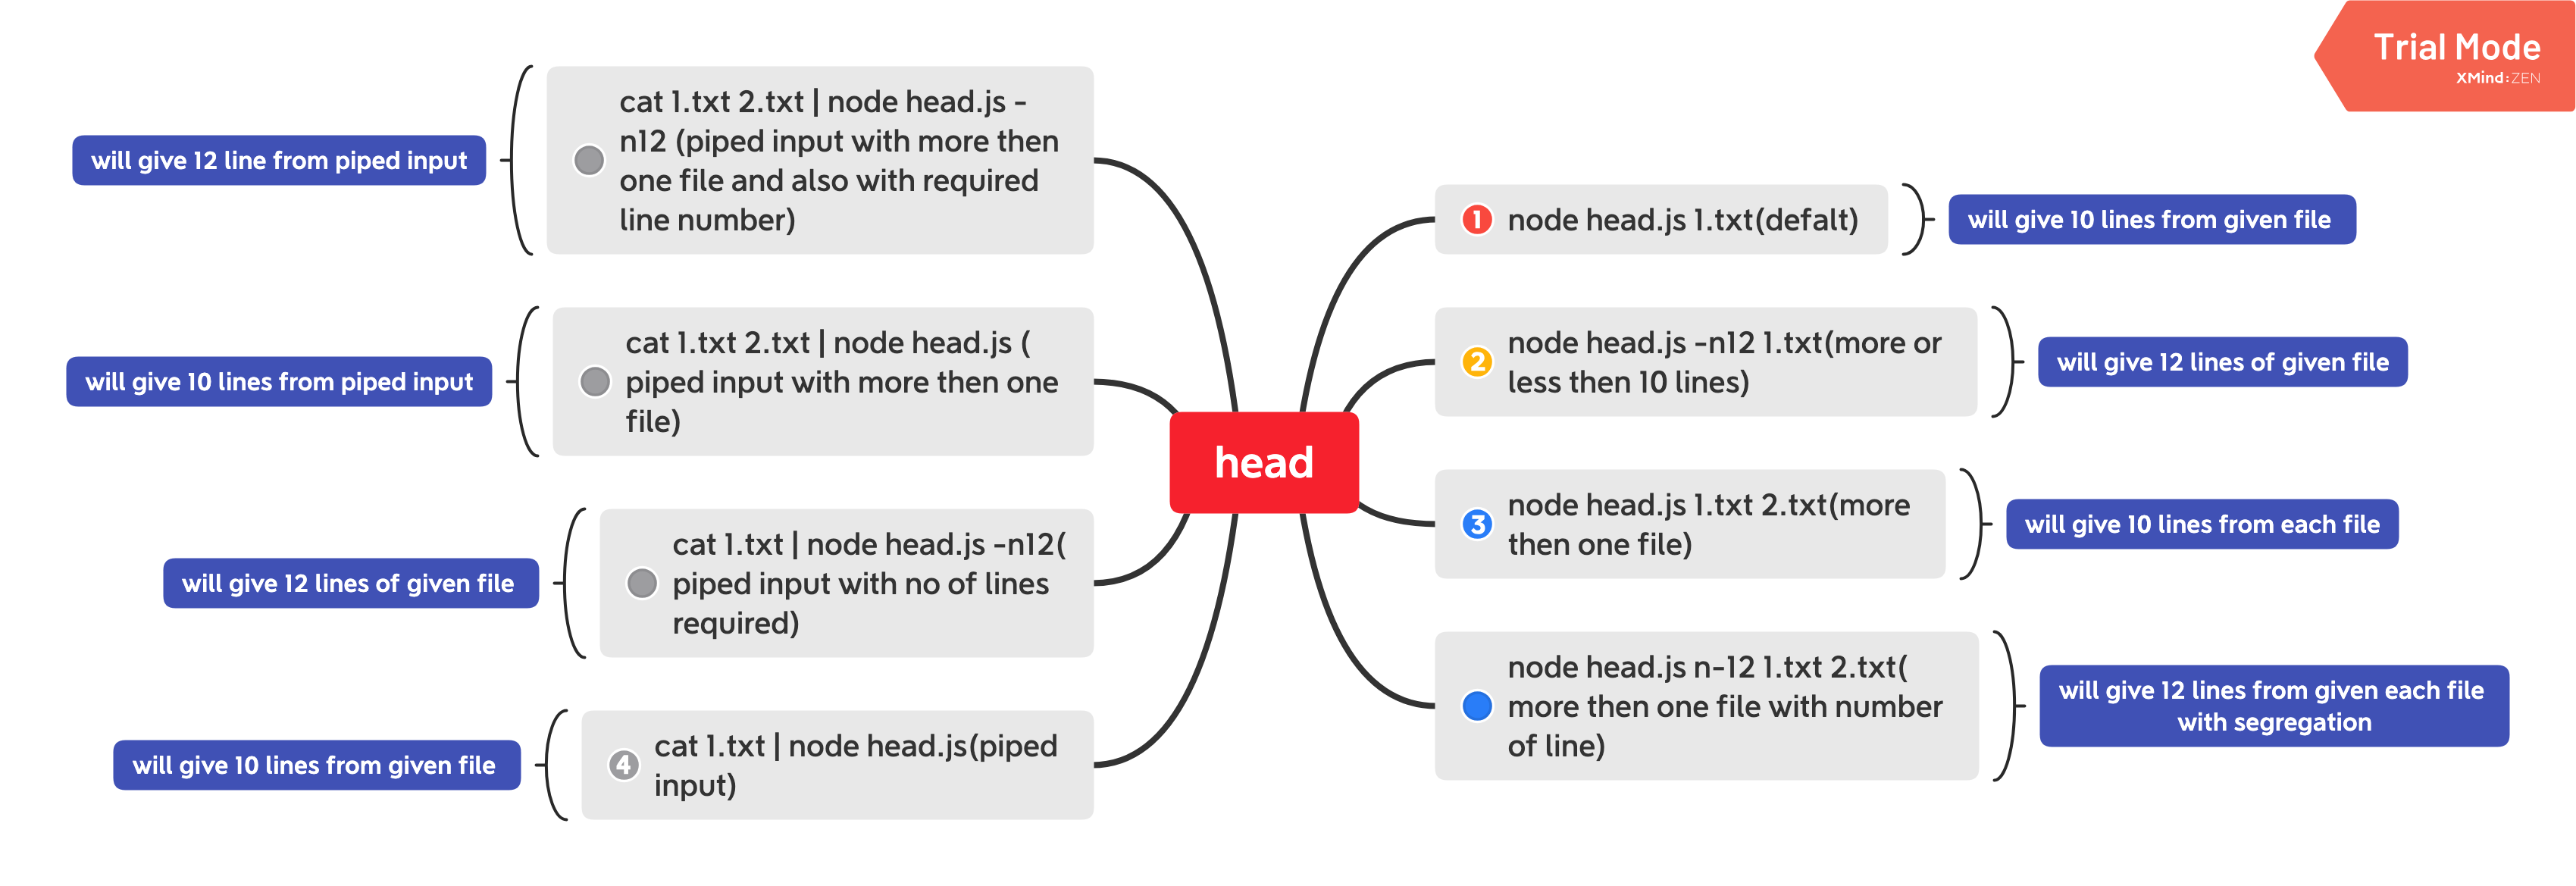 Trial Mode
XMind:ZEN
head
1
node head.js 1.txt(defalt)
will give 10 lines from given file
2
node head.js -n12 1.txt(more or
less then 10 lines)
will give 12 lines of given file
3
node head.js 1.txt 2.txt(more
then one file)
will give 10 lines from each file
node head.js n-12 1.txt 2.txt(
more then one file with number
of line)
will give 12 lines from given each file
with segregation
cat 1.txt 2.txt | node head.js -
n12 (piped input with more then
one file and also with required
line number)
will give 12 line from piped input
cat 1.txt 2.txt | node head.js (
piped input with more then one
file)
will give 10 lines from piped input
cat 1.txt | node head.js -n12(
piped input with no of lines
required)
will give 12 lines of given file
4
cat 1.txt | node head.js(piped
input)
will give 10 lines from given file